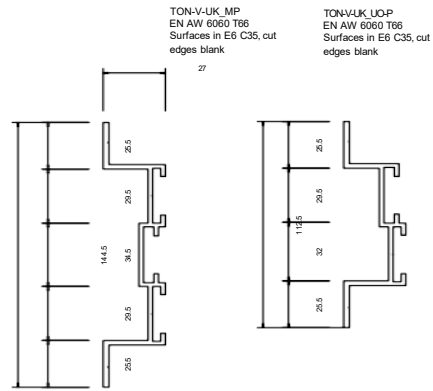 TON-V-UK_MP
EN AW 6060 T66
Surfaces in E6 C35, cut
edges blank
TON-V-UK_UO-P
EN AW 6060 T66
Surfaces in E6 C35, cut
edges blank
27
25.5
29.5
144.5
34.5
29.5
25.5
25.5
29.5
112.5
32
25.5